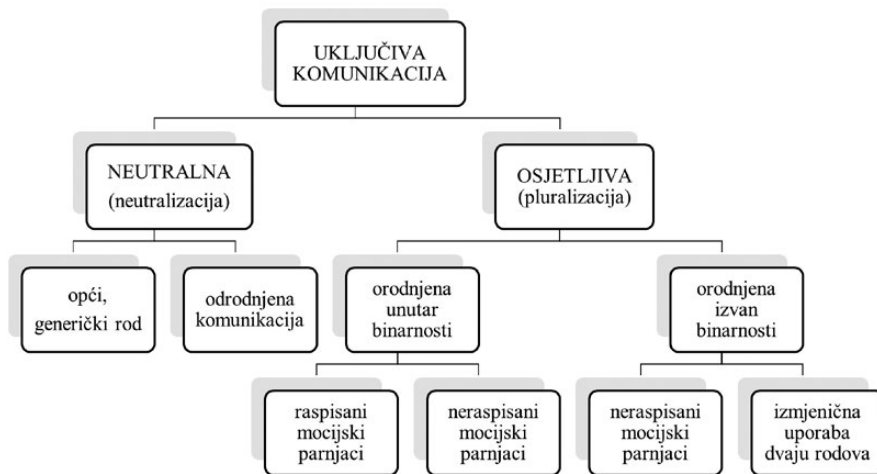 UKLJUČIVA
KOMUNIKACIJA
NEUTRALNA
(neutralizacija)
OSJETLJIVA
(pluralizacija)
opći,
generički rod
odrodnjena
komunikacija
orodnjena
unutar
binarnosti
orodnjena
izvan
binarnosti
raspisani
mocijski
parnjaci
neraspisani
mocijski
parnjaci
neraspisani
mocijski
parnjaci
izmjenična
uporaba
dvaju rodova